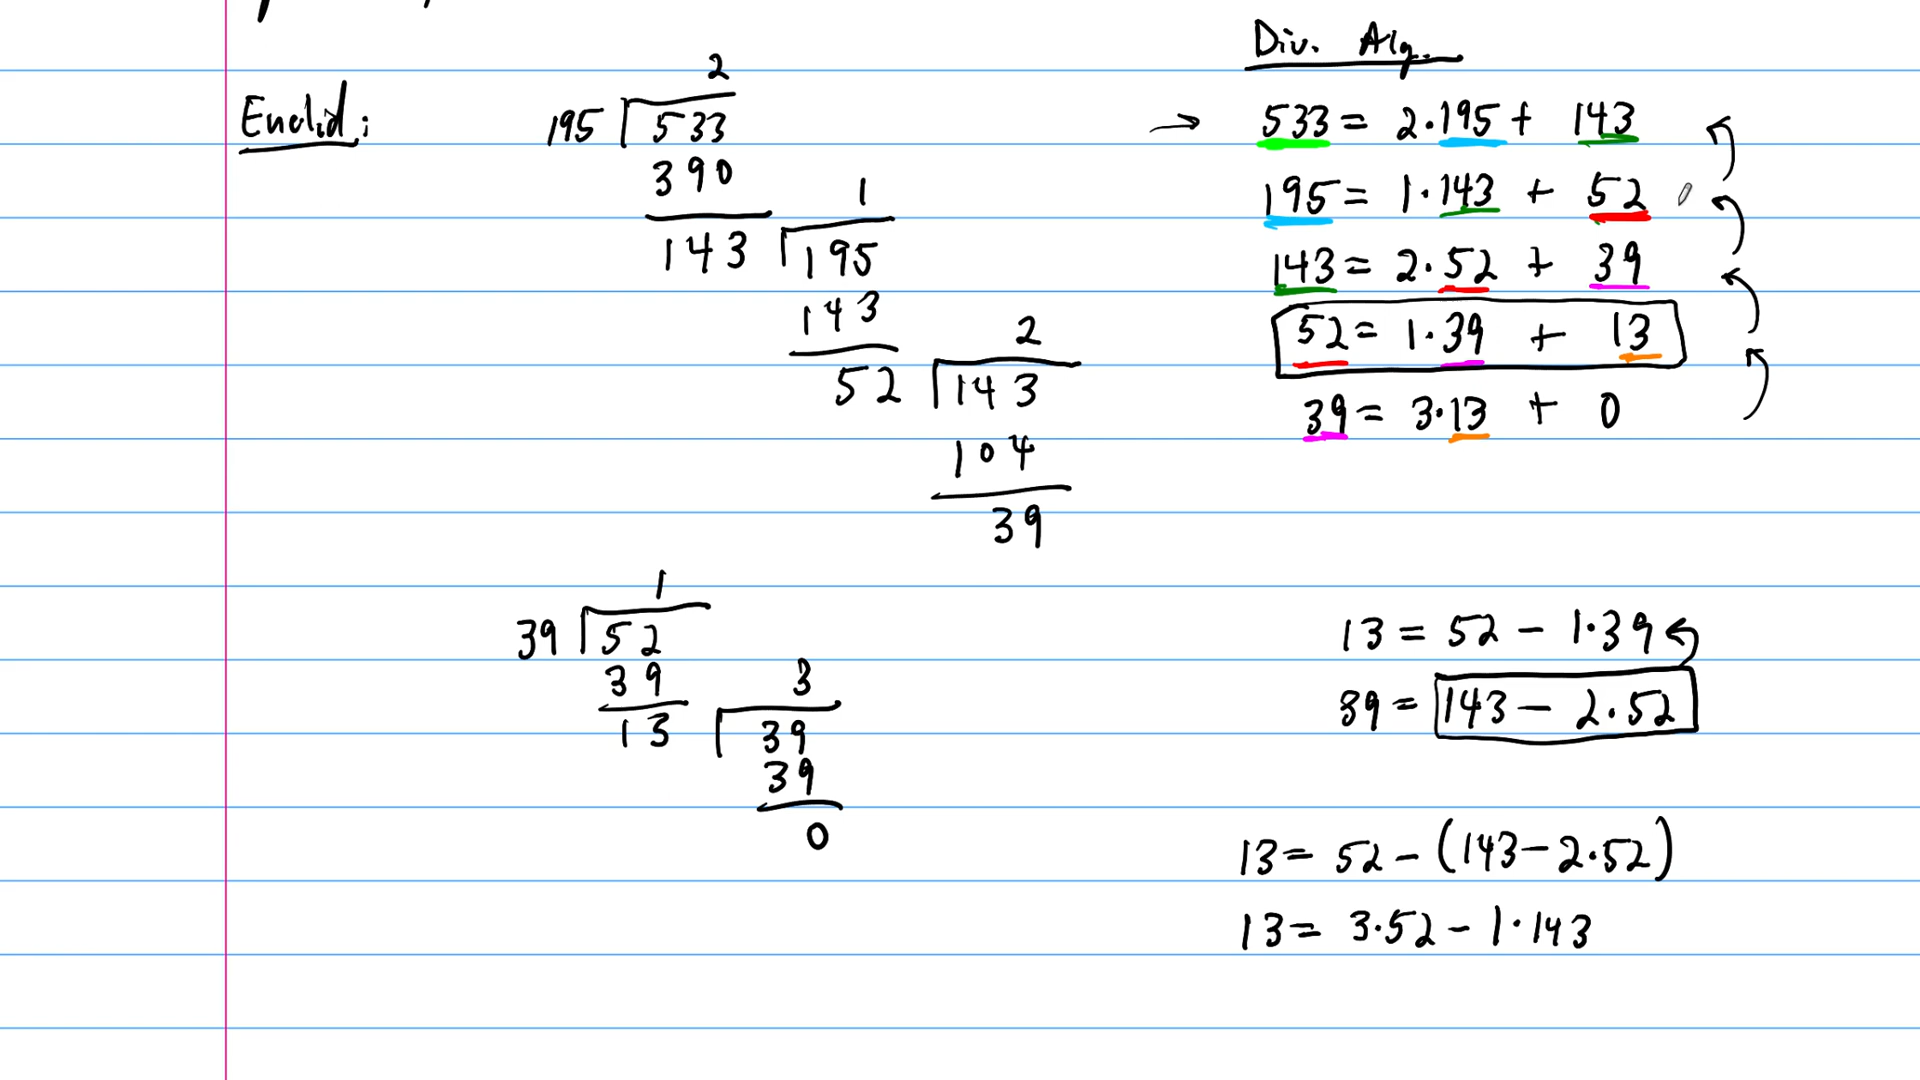 Euclid:
2
195 533
390
1
143 195
143
2
52 143
104
39
1
39 52
39
3
13 39
39
0
Div. Alg.
→ 533 = 2·195 + 143
195 = 1·143 + 52
143 = 2·52 + 39
52 = 1·39 + 13
39 = 3·13 + 0
13 = 52 - 1·39
39 = 143 - 2·52
13 = 52 - (143 - 2·52)
13 = 3·52 - 1·143